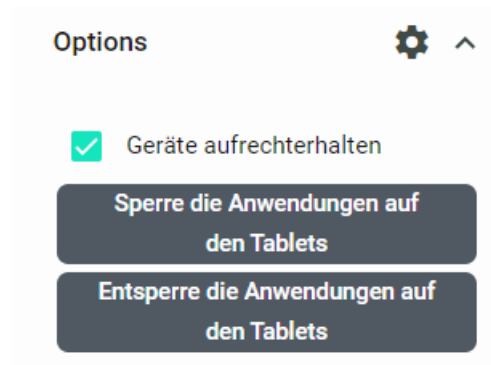 Options
Geräte aufrechterhalten
Sperre die Anwendungen auf
den Tablets
Entsperre die Anwendungen auf
den Tablets